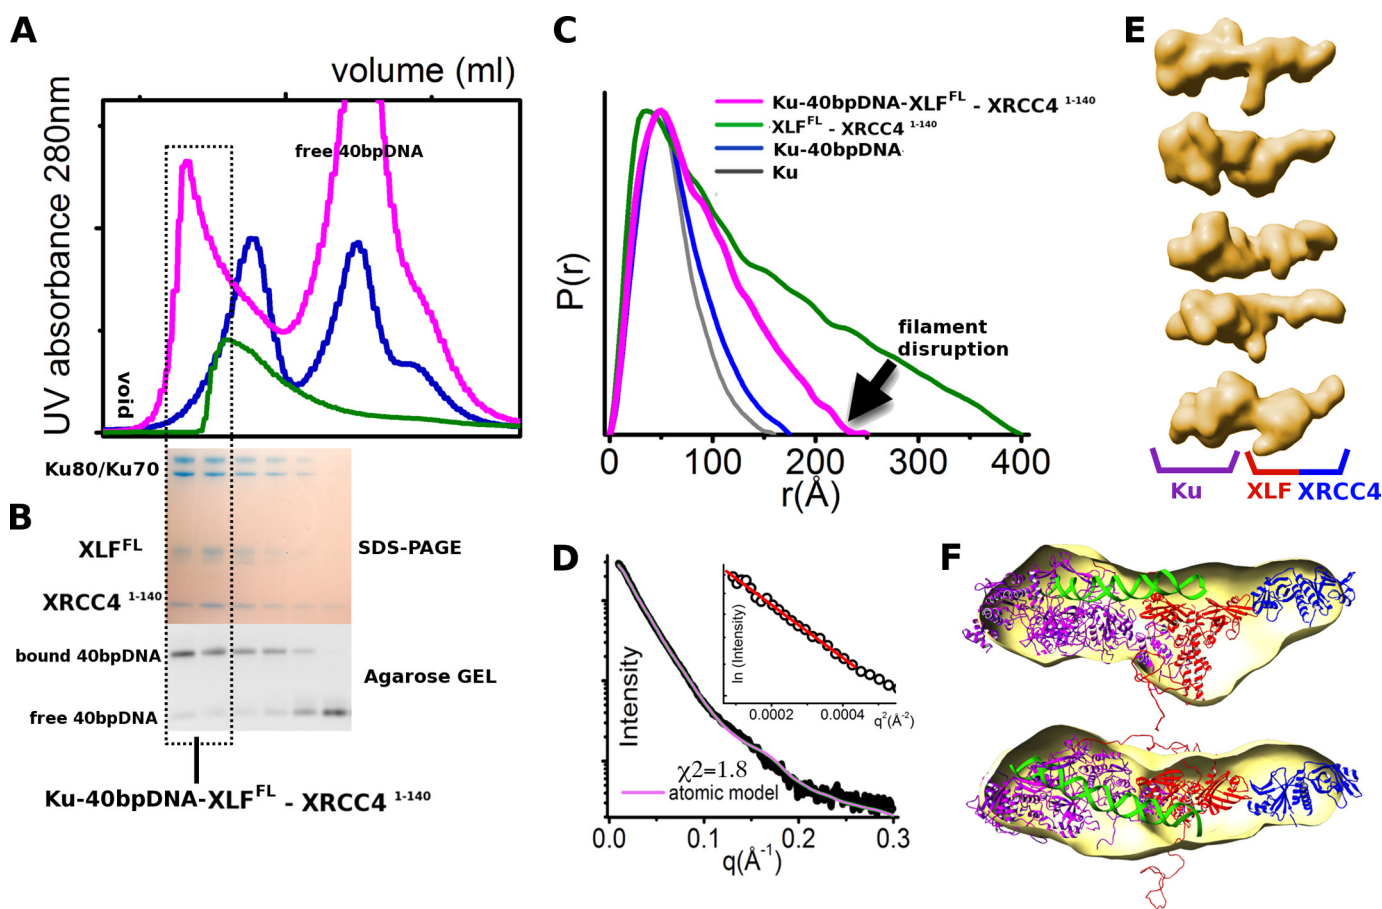 A
volume (ml)
UV absorbance 280nm
free 40bpDNA
void
B
Ku80/Ku70
XLF^FL
XRCC4 ^1-140
SDS-PAGE
bound 40bpDNA
free 40bpDNA
Agarose GEL
Ku-40bpDNA-XLF^FL - XRCC4 ^1-140
C
P(r)
Ku-40bpDNA-XLF^FL - XRCC4 ^1-140
XLF^FL - XRCC4 ^1-140
Ku-40bpDNA
Ku
filament
disruption
0 100 200 300 400
r(Å)
D
Intensity
ln (Intensity)
0.0002 0.0004 q²(Å⁻²)
χ2=1.8
atomic model
0.0 0.1 0.2 0.3
q(Å⁻¹)
E
Ku XLF XRCC4
F